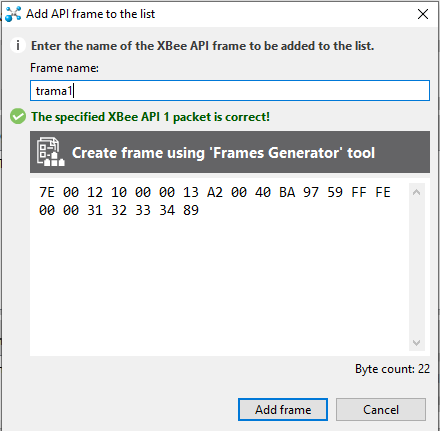 Add API frame to the list
Enter the name of the XBee API frame to be added to the list.
Frame name:
trama1
The specified XBee API 1 packet is correct!
Create frame using 'Frames Generator' tool
7E 00 12 10 00 00 13 A2 00 40 BA 97 59 FF FE
00 00 31 32 33 34 89
Byte count: 22
Add frame
Cancel